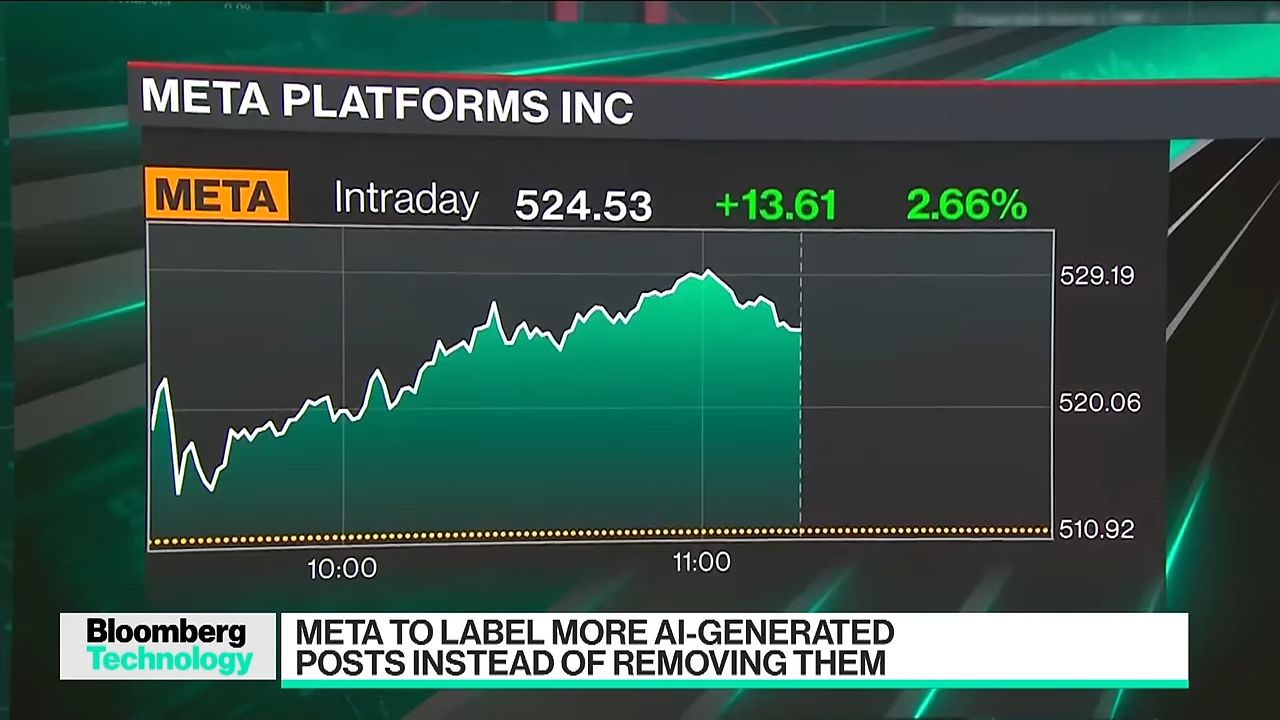 META PLATFORMS INC
META Intraday 524.53 +13.61 2.66%
529.19
520.06
510.92
10:00 11:00
Bloomberg
Technology
META TO LABEL MORE AI-GENERATED
POSTS INSTEAD OF REMOVING THEM